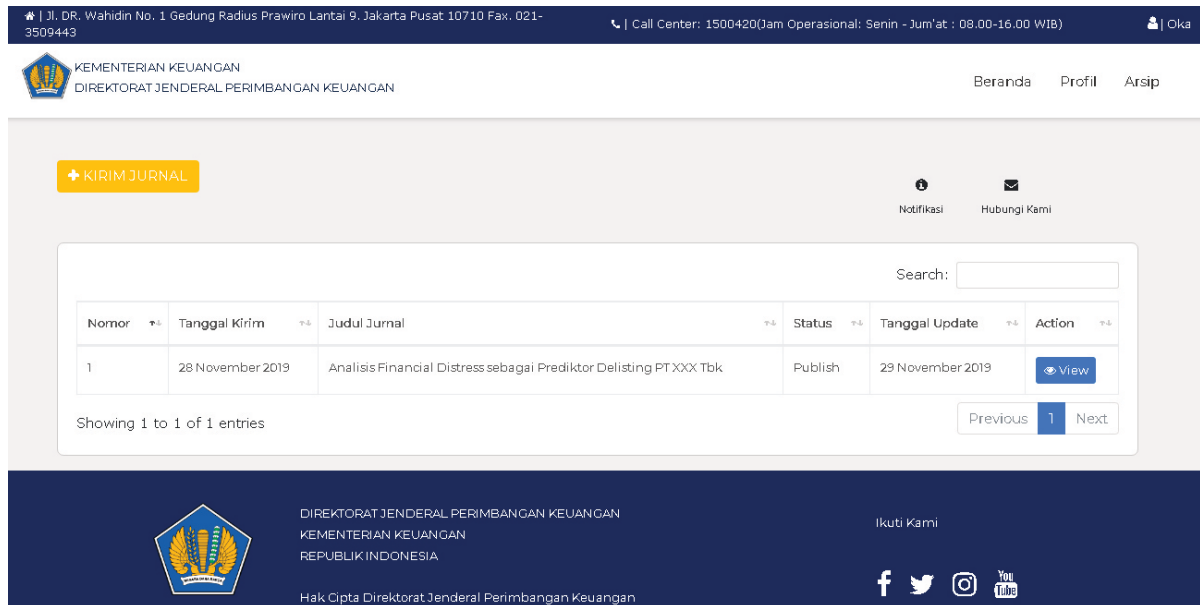 | Jl. DR. Wahidin No. 1 Gedung Radius Prawiro Lantai 9. Jakarta Pusat 10710 Fax. 021-
3509443
| Call Center: 1500420(Jam Operasional: Senin - Jum'at : 08.00-16.00 WIB)
| Oka
KEMENTERIAN KEUANGAN
DIREKTORAT JENDERAL PERIMBANGAN KEUANGAN
Beranda Profil Arsip
KIRIM JURNAL
Notifikasi Hubungi Kami
Search:
Nomor Tanggal Kirim Judul Jurnal Status Tanggal Update Action
1 28 November 2019 Analisis Financial Distress sebagai Prediktor Delisting PT XXX Tbk Publish 29 November 2019 View
Showing 1 to 1 of 1 entries
Previous 1 Next
DIREKTORAT JENDERAL PERIMBANGAN KEUANGAN
KEMENTERIAN KEUANGAN
REPUBLIK INDONESIA
Hak Cipta Direktorat Jenderal Perimbangan Keuangan
Ikuti Kami
You
Tube